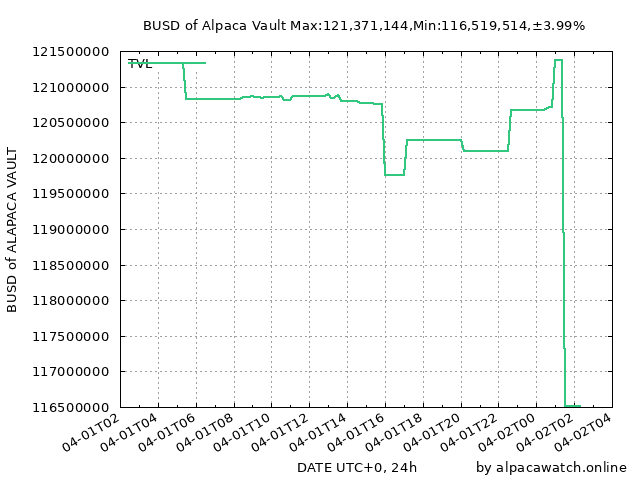 BUSD of Alpaca Vault Max:121,371,144,Min:116,519,514,±3.99%
121500000
TVL
121000000
120500000
120000000
119500000
119000000
118500000
118000000
117500000
117000000
116500000
BUSD of ALAPACA VAULT
04-01T02
04-01T04
04-01T06
04-01T08
04-01T10
04-01T12
04-01T14
04-01T16
04-01T18
04-01T20
04-01T22
04-02T00
04-02T02
04-02T04
DATE UTC+0, 24h
by alpacawatch.online